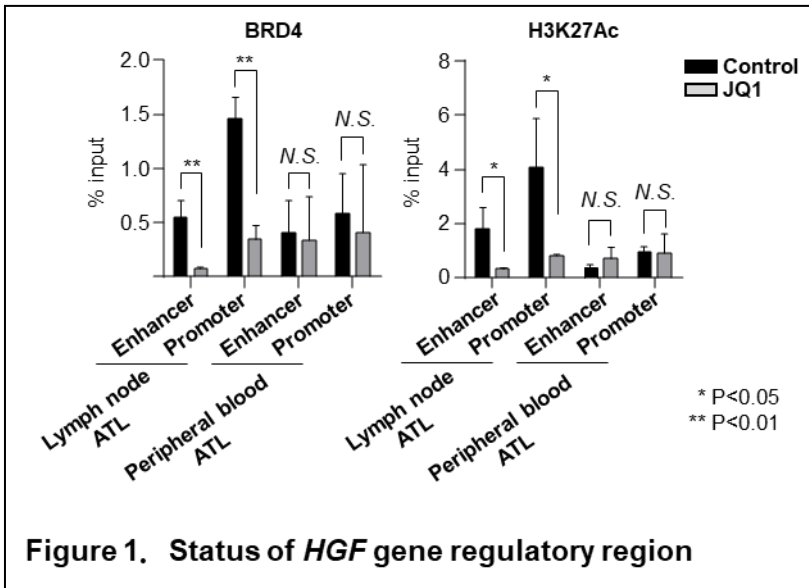 BRD4
2.0
1.5
1.0
0.5
% input
**
**
N.S.
N.S.
Enhancer
Promoter
Enhancer
Promoter
Lymph node
ATL
Peripheral blood
ATL
H3K27Ac
8
6
4
2
0
% input
*
*
N.S.
N.S.
Enhancer
Promoter
Enhancer
Promoter
Lymph node
ATL
Peripheral blood
ATL
Control
JQ1
* P<0.05
** P<0.01
Figure 1. Status of HGF gene regulatory region